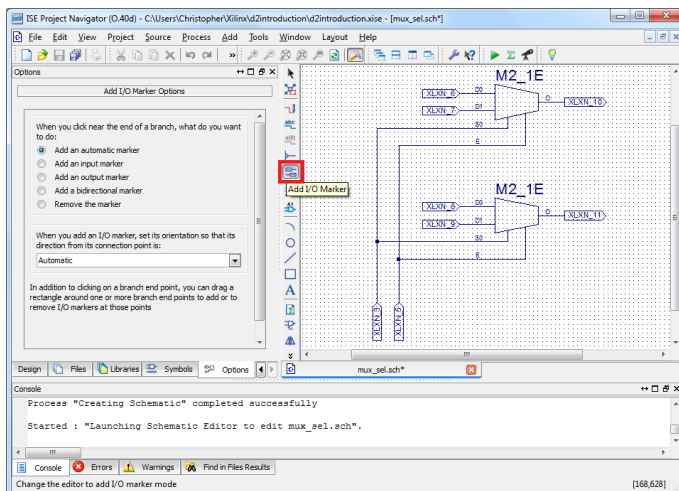 ISE Project Navigator (O.40d) - C:\Users\Christopher\Xilinx\d2introduction\d2introduction.xise - [mux_sel.sch*]
File Edit View Project Source Process Add Tools Window Layout Help
Options
Add I/O Marker Options
When you click near the end of a branch, what do you want
to do:
Add an automatic marker
Add an input marker
Add an output marker
Add a bidirectional marker
Remove the marker
When you add an I/O marker, set its orientation so that its
direction from its connection point is:
Automatic
In addition to clicking on a branch end point, you can drag a
rectangle around one or more branch end points to add or to
remove I/O markers at those points
abc
Add I/O Marker
A
M2_1E
XLXN_6
D0
XLXN_7
D1
O
XLXN_10
S0
E
M2_1E
XLXN_8
D0
XLXN_9
D1
O
XLXN_11
S0
E
XLXN_3
XLXN_5
Design Files Libraries Symbols Options
mux_sel.sch*
Console
Process "Creating Schematic" completed successfully
Started : "Launching Schematic Editor to edit mux_sel.sch".
Console Errors Warnings Find in Files Results
Change the editor to add I/O marker mode
[168,628]